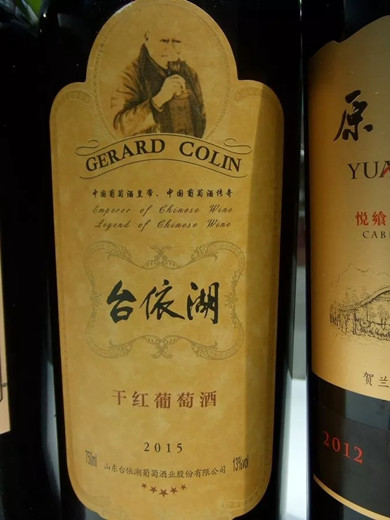 GERARD COLIN
中国葡萄酒皇帝、中国葡萄酒传奇
Emperor of Chinese Wine
Legend of Chinese Wine
台依湖
干红葡萄酒
2015
750ml
13%vol
山东台依湖葡萄酒业股份有限公司
原
YUA
悦飨
CAB
贺兰
2012